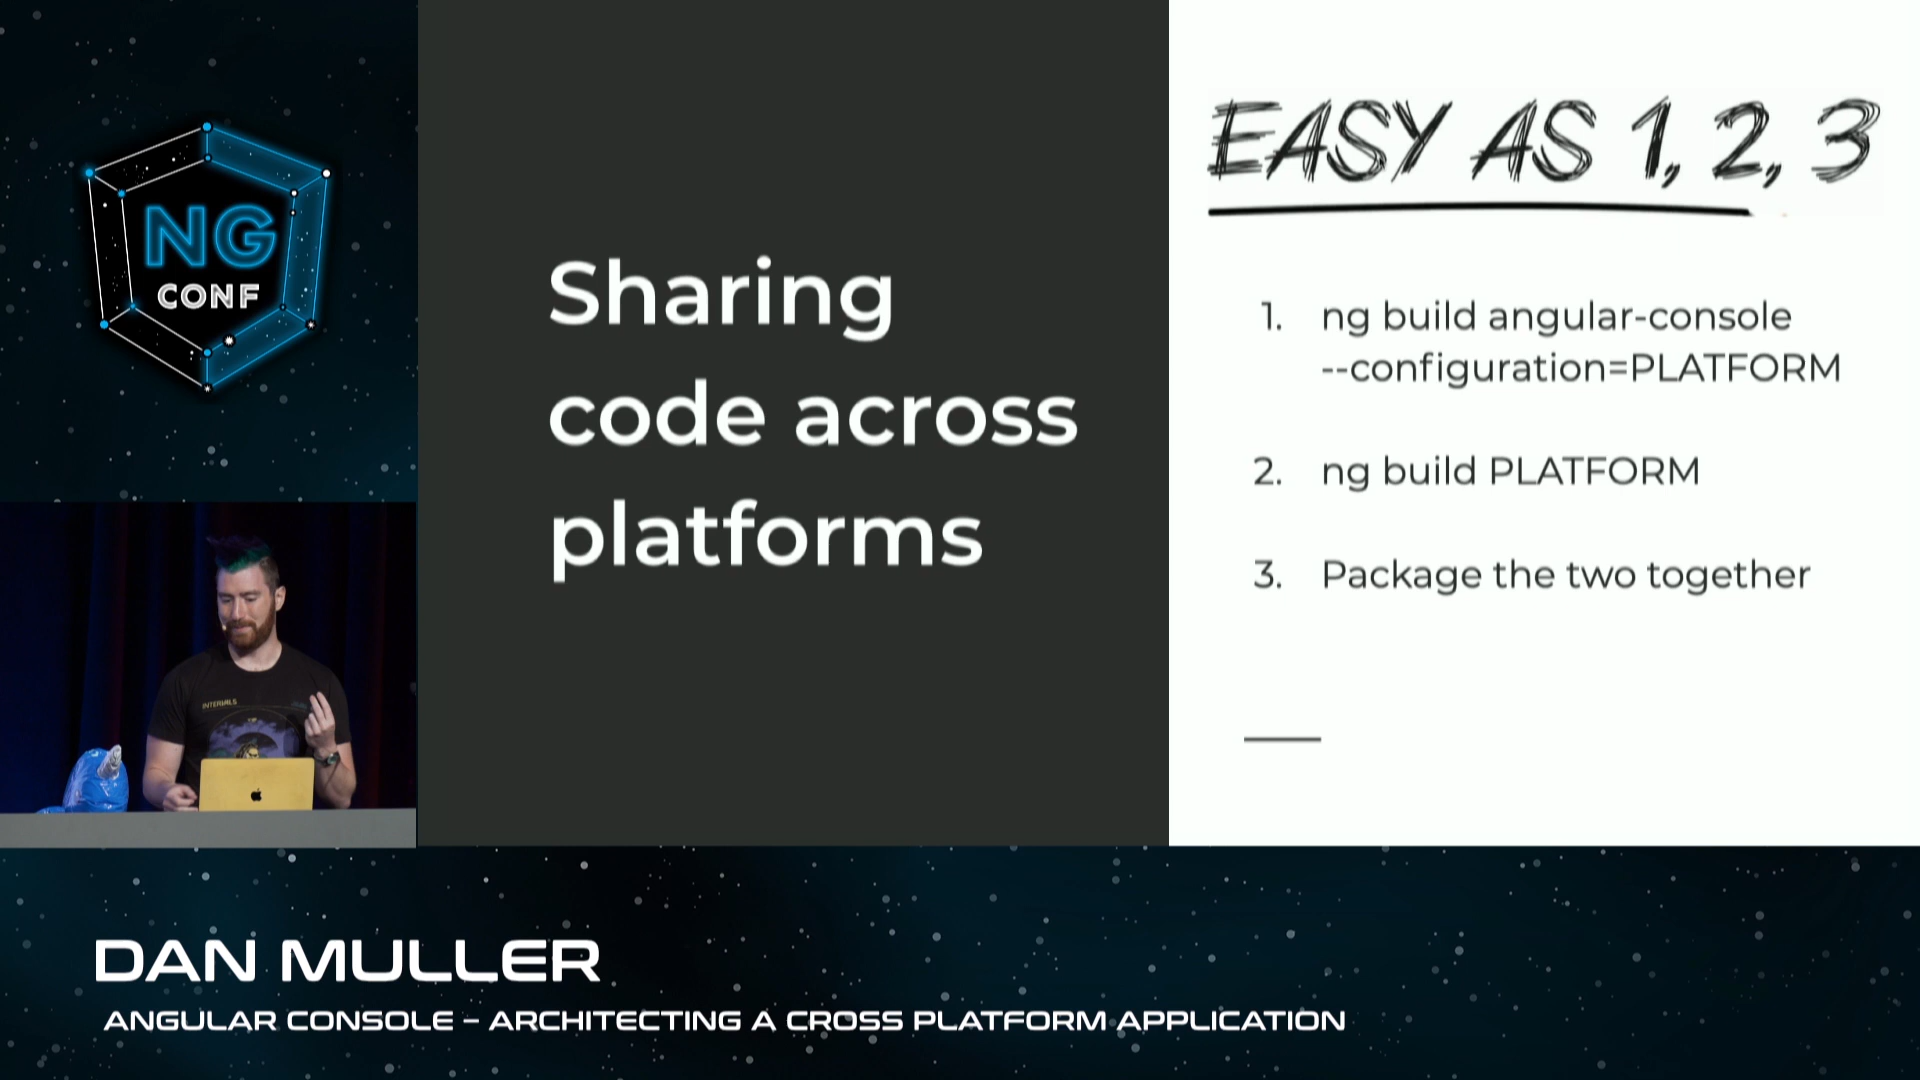 NG
CONF
Sharing
code across
platforms
EASY AS 1, 2, 3
1. ng build angular-console
--configuration=PLATFORM
2. ng build PLATFORM
3. Package the two together
INTERVALS
DAN MULLER
ANGULAR CONSOLE – ARCHITECTING A CROSS PLATFORM APPLICATION